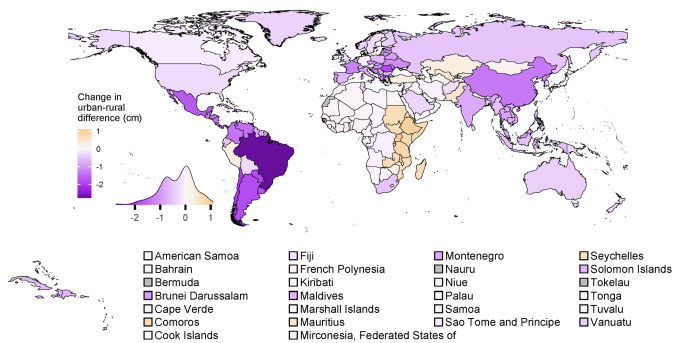 Change in
urban-rural
difference (cm)
1
0
-1
-2
-2 -1 0 1
American Samoa
Bahrain
Bermuda
Brunei Darussalam
Cape Verde
Comoros
Cook Islands
Fiji
French Polynesia
Kiribati
Maldives
Marshall Islands
Mauritius
Mirconesia, Federated States of
Montenegro
Nauru
Niue
Palau
Samoa
Sao Tome and Principe
Seychelles
Solomon Islands
Tokelau
Tonga
Tuvalu
Vanuatu